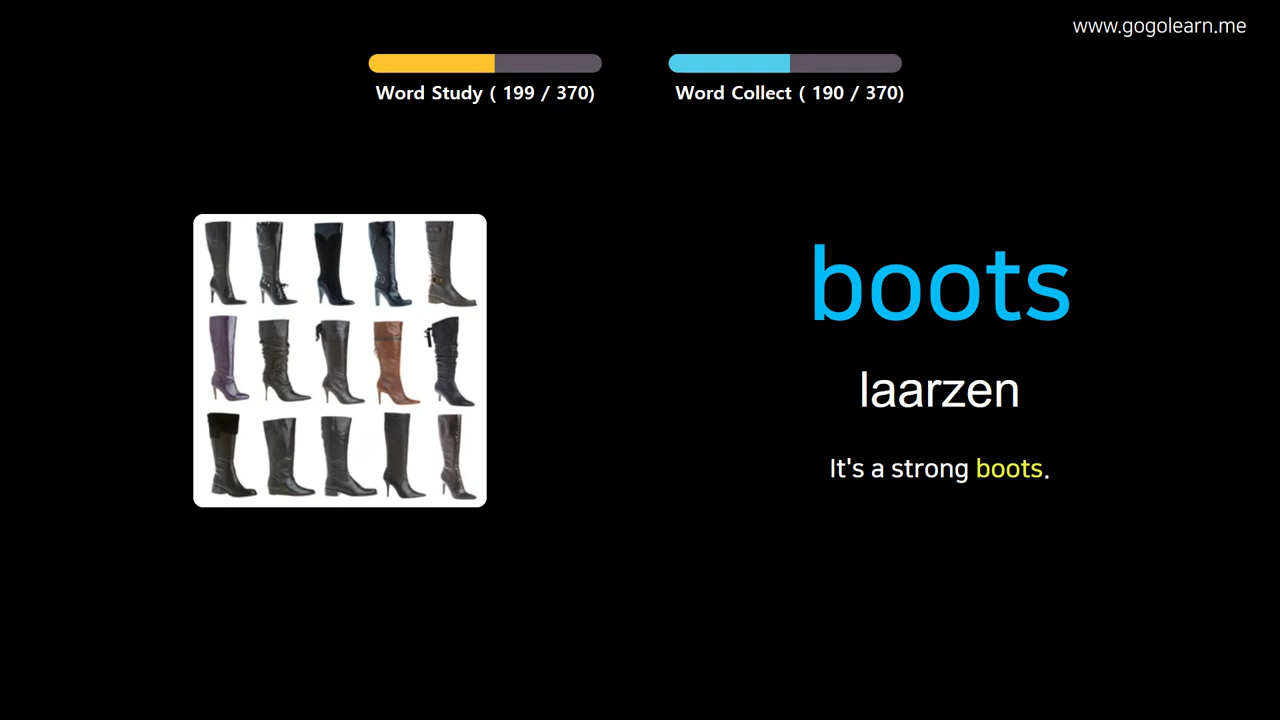 www.gogolearn.me
Word Study ( 199 / 370)
Word Collect ( 190 / 370)
boots
laarzen
It's a strong boots.